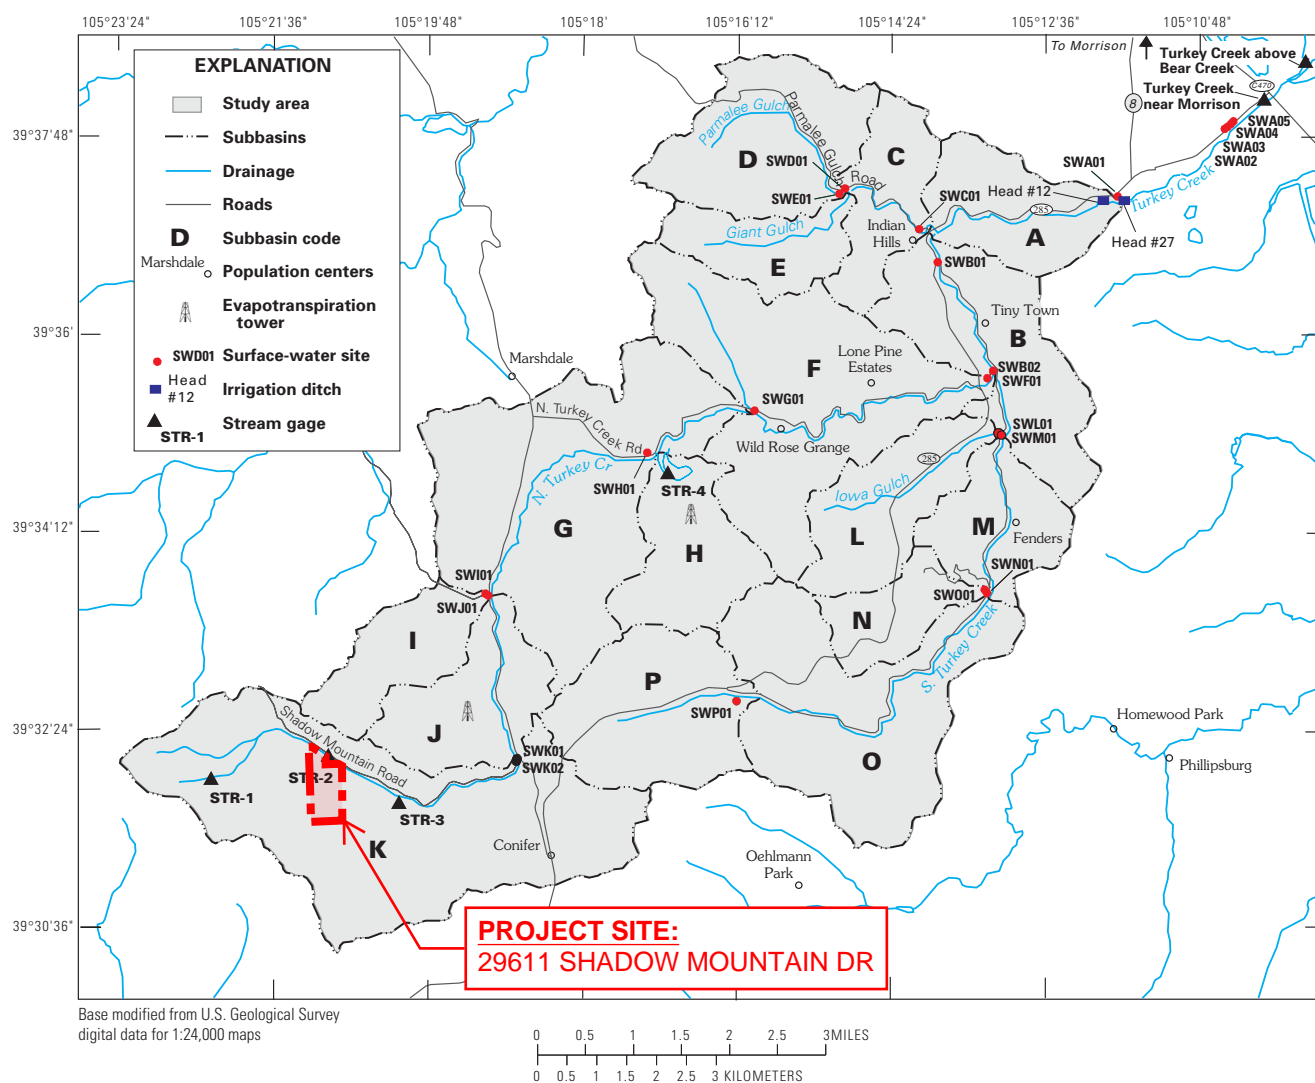 105°23'24"
105°21'36"
105°19'48"
105°18'
105°16'12"
105°14'24"
105°12'36"
105°10'48"
39°37'48"
39°36'
39°34'12"
39°32'24"
39°30'36"
EXPLANATION
Study area
Subbasins
Drainage
Roads
D Subbasin code
Marshdale Population centers
Evapotranspiration
tower
SWD01 Surface-water site
Head
#12
Irrigation ditch
STR-1
Stream gage
To Morrison
Turkey Creek above
Bear Creek
C470
Turkey Creek
near Morrison
8
SWA05
SWA04
SWA03
SWA02
SWA01
Head #12
Turkey Creek
Head #27
285
A
Parmalee Gulch
Parmalee Gulch
Road
D
C
SWD01
SWE01
SWC01
Indian
Hills
Giant Gulch
E
SWB01
Tiny Town
B
Lone Pine
Estates
F
SWB02
SWF01
Marshdale
SWG01
N. Turkey Creek Rd
Wild Rose Grange
SWL01
SWM01
285
N. Turkey Cr
SWH01
STR-4
Iowa Gulch
G
H
L
M
Fenders
SWN01
SWO01
SWI01
SWJ01
I
N
S. Turkey Creek
P
SWP01
J
Shadow Mountain Road
SWK01
SWK02
O
Homewood Park
Phillipsburg
STR-2
STR-1
STR-3
K
Conifer
Oehlmann
Park
PROJECT SITE:
29611 SHADOW MOUNTAIN DR
Base modified from U.S. Geological Survey
digital data for 1:24,000 maps
0 0.5 1 1.5 2 2.5 3 MILES
0 0.5 1 1.5 2 2.5 3 KILOMETERS